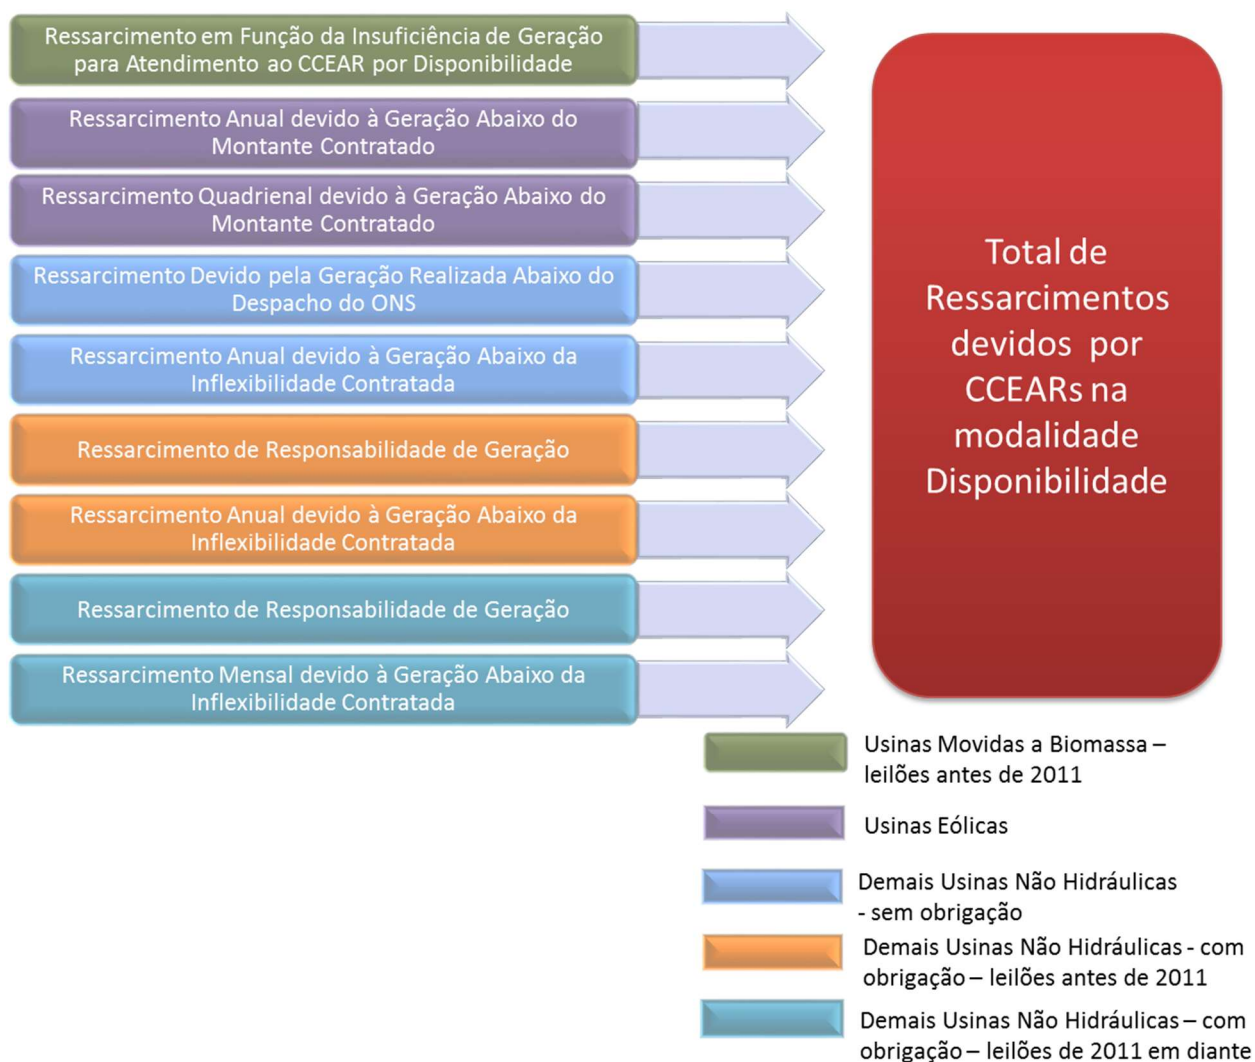 Ressarcimento em Função da Insuficiência de Geração
para Atendimento ao CCEAR por Disponibilidade
Ressarcimento Anual devido à Geração Abaixo do
Montante Contratado
Ressarcimento Quadrienal devido à Geração Abaixo do
Montante Contratado
Ressarcimento Devido pela Geração Realizada Abaixo do
Despacho do ONS
Ressarcimento Anual devido à Geração Abaixo da
Inflexibilidade Contratada
Ressarcimento de Responsabilidade de Geração
Ressarcimento Anual devido à Geração Abaixo da
Inflexibilidade Contratada
Ressarcimento de Responsabilidade de Geração
Ressarcimento Mensal devido à Geração Abaixo da
Inflexibilidade Contratada
Total de
Ressarcimentos
devidos por
CCEARs na
modalidade
Disponibilidade
Usinas Movidas a Biomassa –
leilões antes de 2011
Usinas Eólicas
Demais Usinas Não Hidráulicas
- sem obrigação
Demais Usinas Não Hidráulicas - com
obrigação – leilões antes de 2011
Demais Usinas Não Hidráulicas – com
obrigação – leilões de 2011 em diante